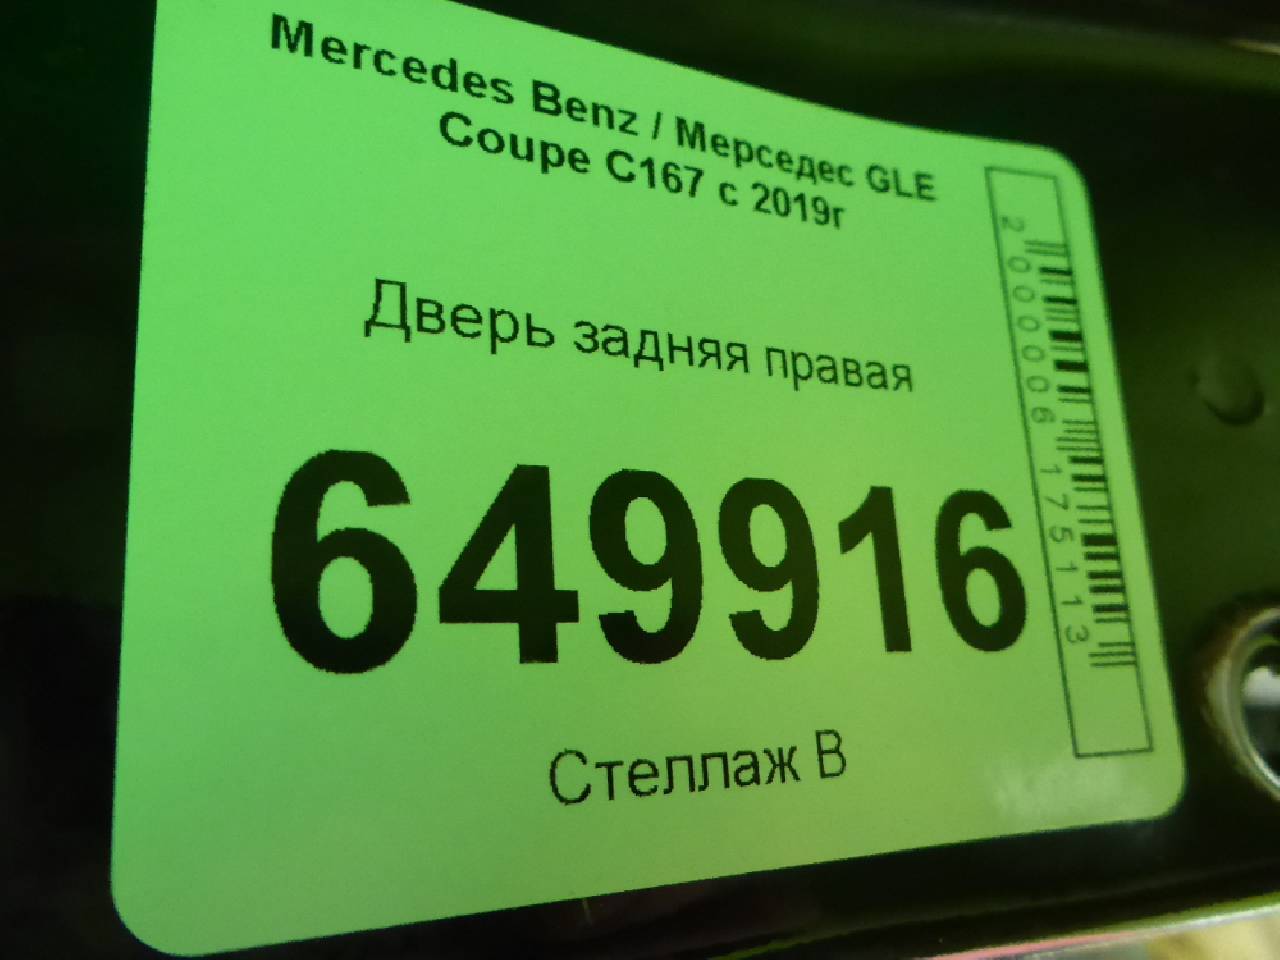 Mercedes Benz / Мерседес GLE
Coupe C167 с 2019г
Дверь задняя правая
649916
Стеллаж В
2000006175113